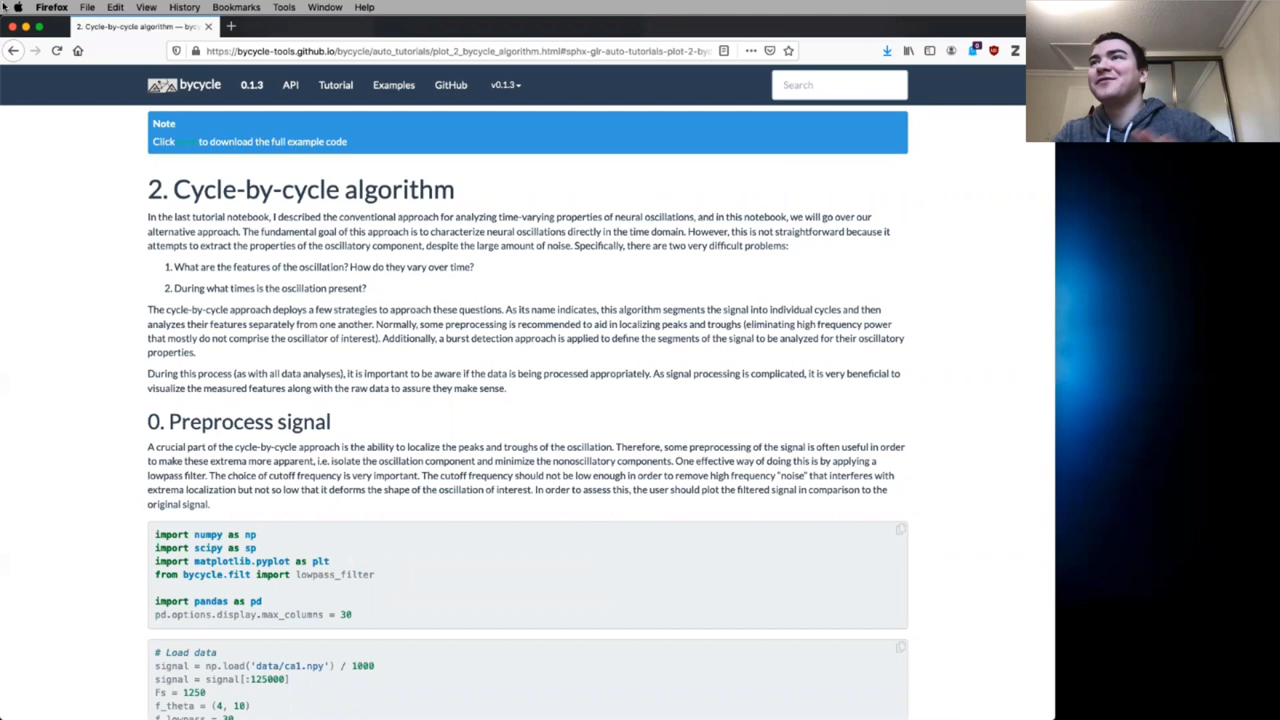 Firefox File Edit View History Bookmarks Tools Window Help
2. Cycle-by-cycle algorithm — byc
https://bycycle-tools.github.io/bycycle/auto_tutorials/plot_2_bycycle_algorithm.html#sphx-glr-auto-tutorials-plot-2-by
bycycle 0.1.3 API Tutorial Examples GitHub v0.1.3 Search
Note
Click to download the full example code
2. Cycle-by-cycle algorithm
In the last tutorial notebook, I described the conventional approach for analyzing time-varying properties of neural oscillations, and in this notebook, we will go over our
alternative approach. The fundamental goal of this approach is to characterize neural oscillations directly in the time domain. However, this is not straightforward because it
attempts to extract the properties of the oscillatory component, despite the large amount of noise. Specifically, there are two very difficult problems:
1. What are the features of the oscillation? How do they vary over time?
2. During what times is the oscillation present?
The cycle-by-cycle approach deploys a few strategies to approach these questions. As its name indicates, this algorithm segments the signal into individual cycles and then
analyzes their features separately from one another. Normally, some preprocessing is recommended to aid in localizing peaks and troughs (eliminating high frequency power
that mostly do not comprise the oscillator of interest). Additionally, a burst detection approach is applied to define the segments of the signal to be analyzed for their oscillatory
properties.
During this process (as with all data analyses), it is important to be aware if the data is being processed appropriately. As signal processing is complicated, it is very beneficial to
visualize the measured features along with the raw data to assure they make sense.
0. Preprocess signal
A crucial part of the cycle-by-cycle approach is the ability to localize the peaks and troughs of the oscillation. Therefore, some preprocessing of the signal is often useful in order
to make these extrema more apparent, i.e. isolate the oscillation component and minimize the nonoscillatory components. One effective way of doing this is by applying a
lowpass filter. The choice of cutoff frequency is very important. The cutoff frequency should not be low enough in order to remove high frequency "noise" that interferes with
extrema localization but not so low that it deforms the shape of the oscillation of interest. In order to assess this, the user should plot the filtered signal in comparison to the
original signal.
import numpy as np
import scipy as sp
import matplotlib.pyplot as plt
from bycycle.filt import lowpass_filter
import pandas as pd
pd.options.display.max_columns = 30
# Load data
signal = np.load('data/ca1.npy') / 1000
signal = signal[:125000]
Fs = 1250
f_theta = (4, 10)
f_lowpass = 30